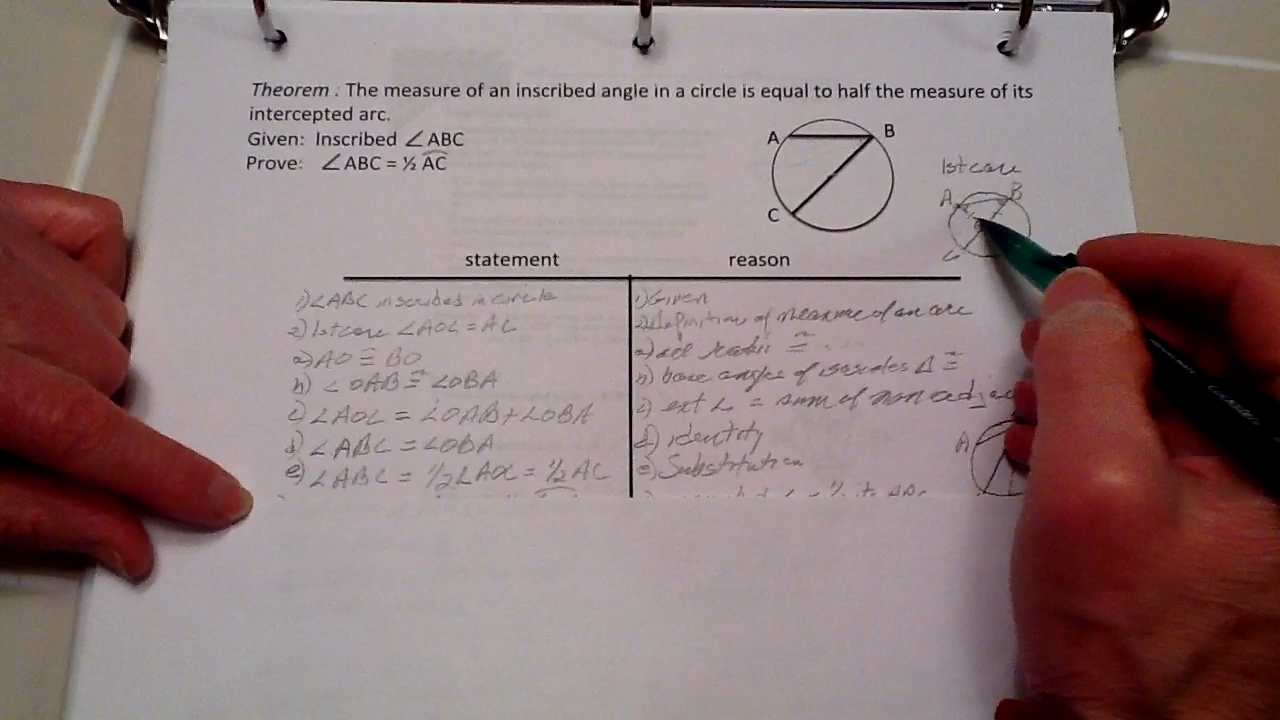 Theorem : The measure of an inscribed angle in a circle is equal to half the measure of its
intercepted arc.
Given: Inscribed ∠ABC
Prove: ∠ABC = ½ AC
A
B
C
1st case
A
B
C
statement
reason
1) ∠ABC inscribed in circle
1) Given
2) 1st case ∠AOC = AC
2) Definition of measure of an arc
a) AO ≅ BO
a) all radii ≅
b) ∠OAB ≅ ∠OBA
b) base angles of isosceles Δ ≅
c) ∠AOC = ∠OAB + ∠OBA
c) ext ∠ = sum of non adjac
d) ∠ABC = ∠OBA
d) identity
e) ∠ABC = ½∠AOC = ½ AC
e) Substitution
A